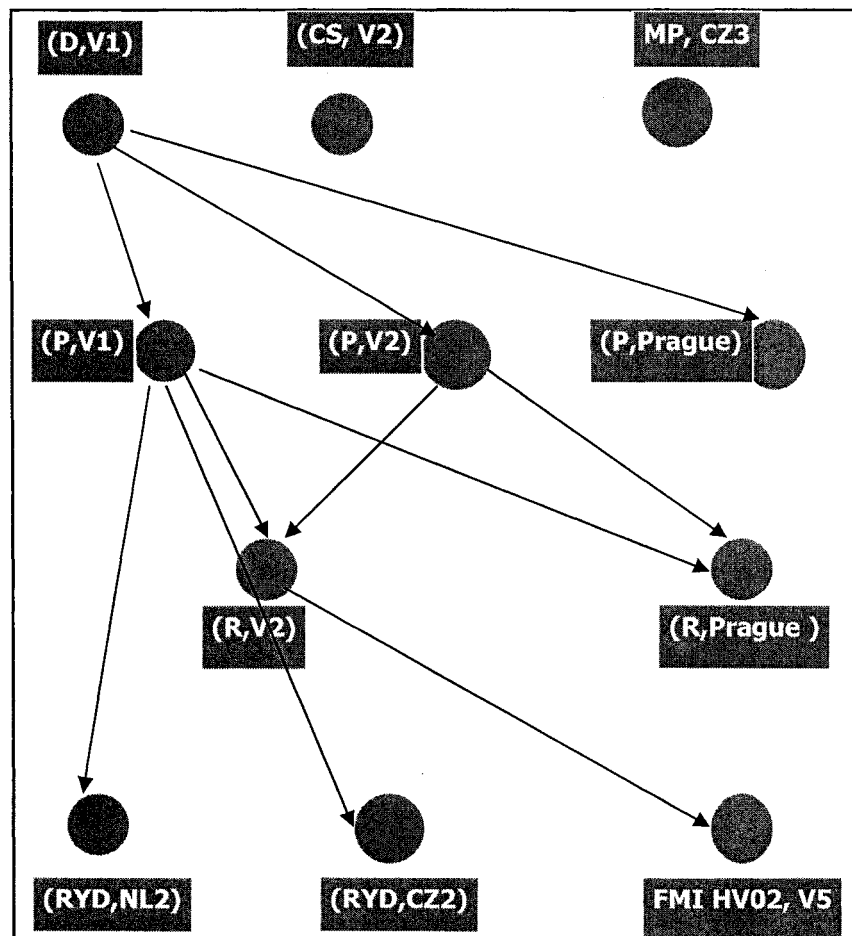 (D,V1)
(CS, V2)
MP, CZ3
(P,V1)
(P,V2)
(P,Prague)
(R,V2)
(R,Prague )
(RYD,NL2)
(RYD,CZ2)
FMI HV02, V5